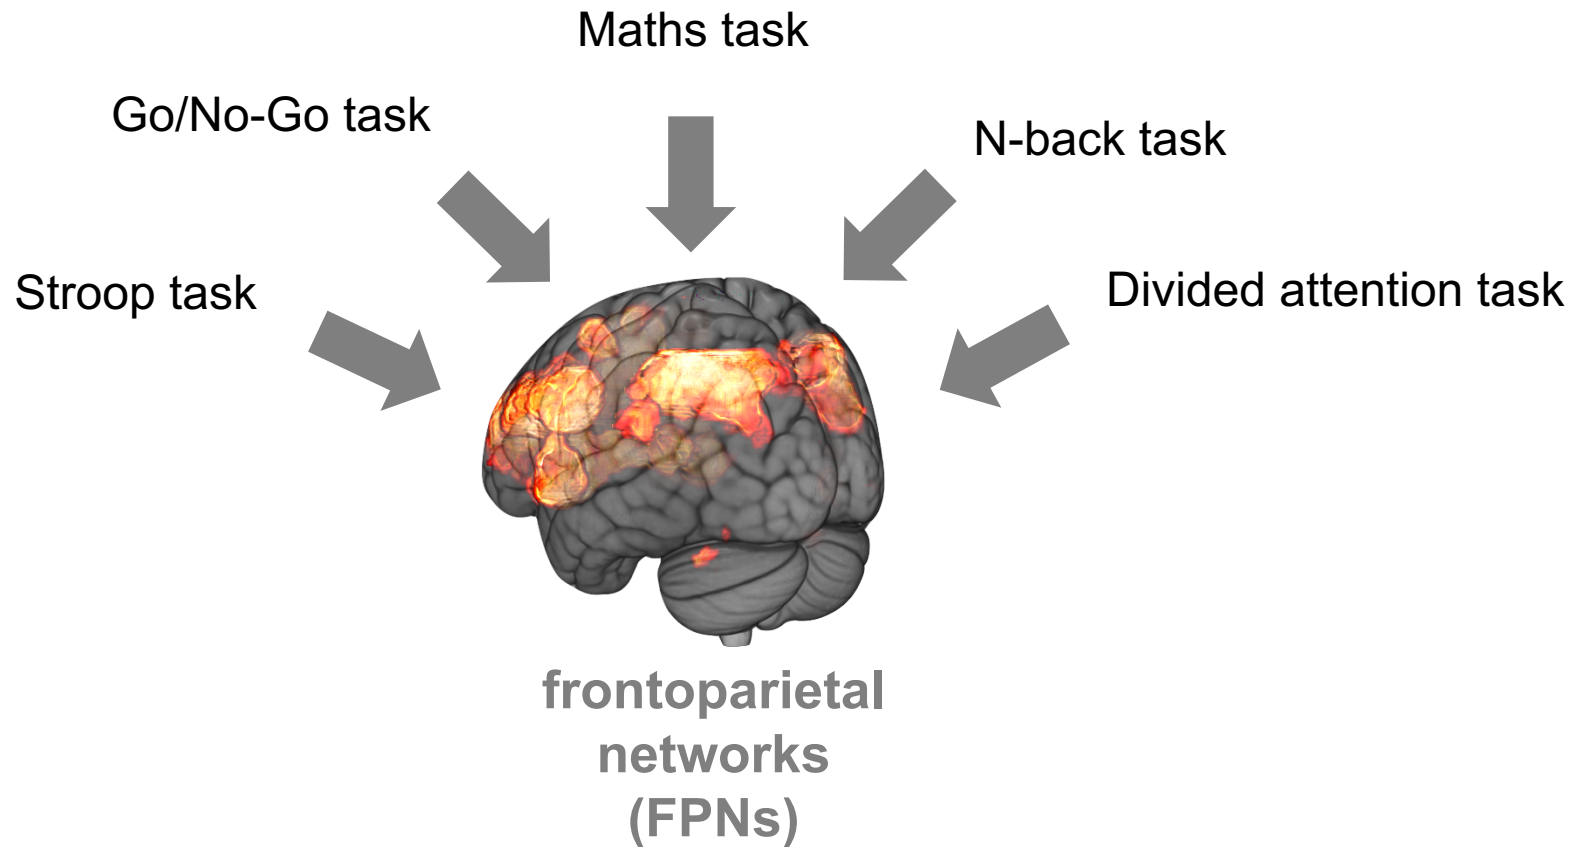 Maths task
Go/No-Go task
N-back task
Stroop task
Divided attention task
frontoparietal
networks
(FPNs)